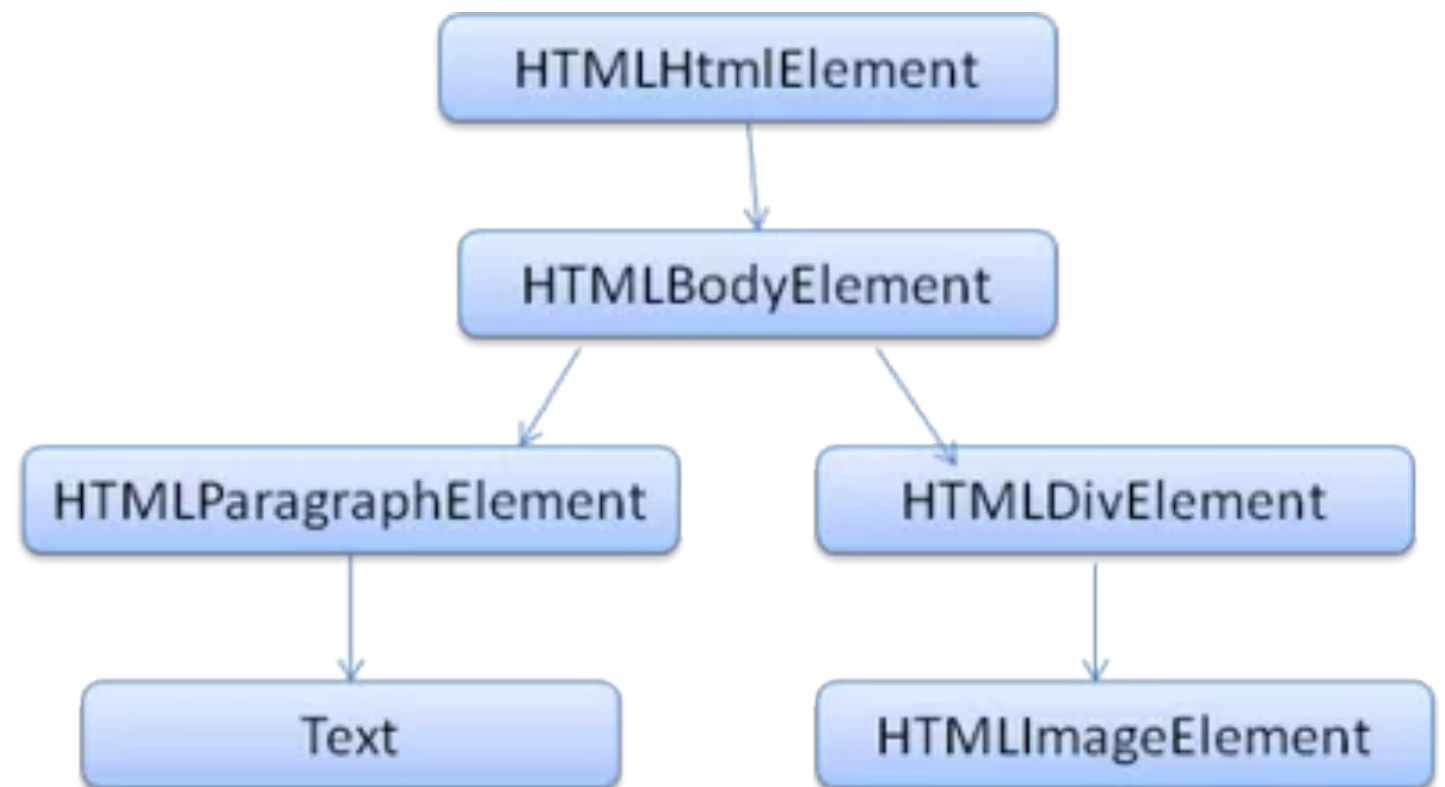 HTMLHtmlElement
HTMLBodyElement
HTMLParagraphElement
HTMLDivElement
Text
HTMLImageElement